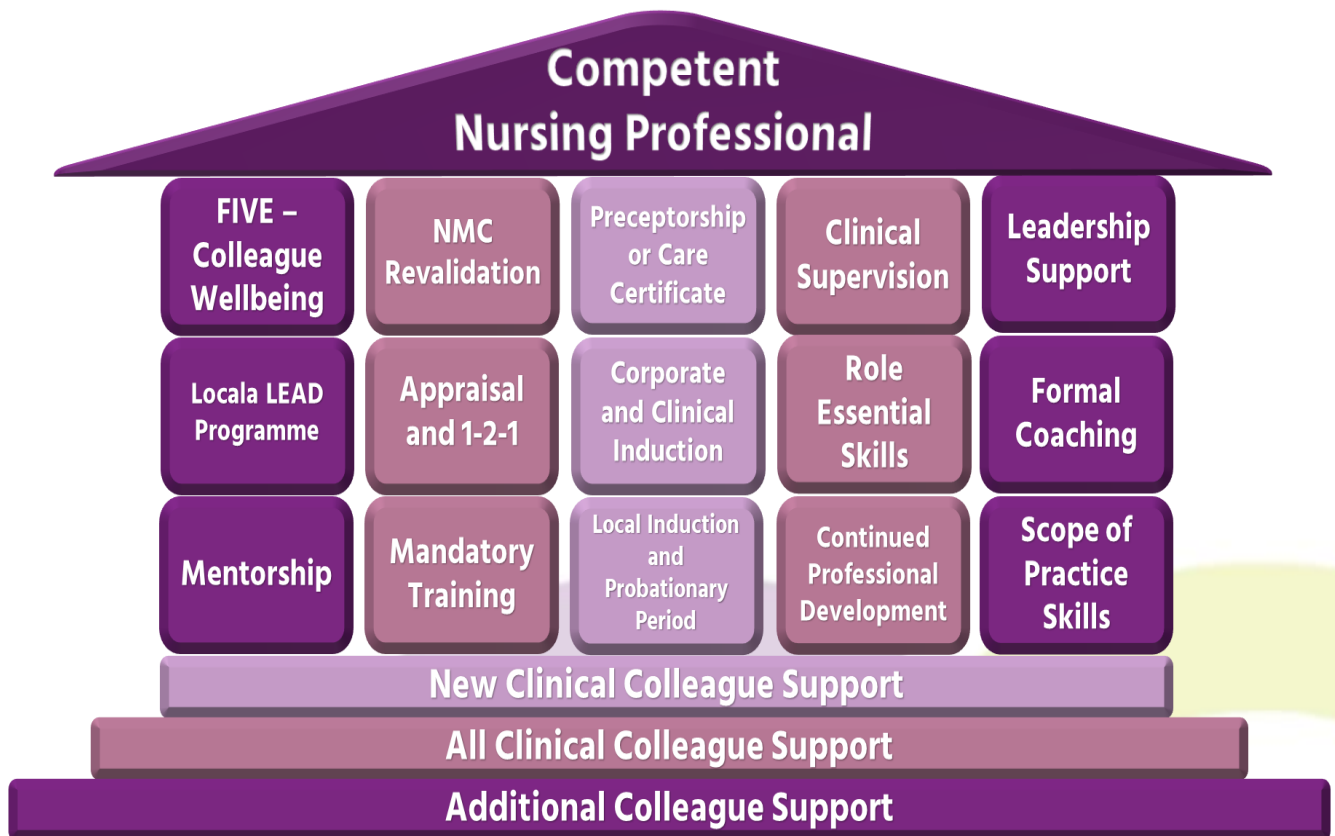 Competent
Nursing Professional
FIVE –
Colleague
Wellbeing
NMC
Revalidation
Preceptorship
or Care
Certificate
Clinical
Supervision
Leadership
Support
Locala LEAD
Programme
Appraisal
and 1-2-1
Corporate
and Clinical
Induction
Role
Essential
Skills
Formal
Coaching
Mentorship
Mandatory
Training
Local Induction
and
Probationary
Period
Continued
Professional
Development
Scope of
Practice
Skills
New Clinical Colleague Support
All Clinical Colleague Support
Additional Colleague Support